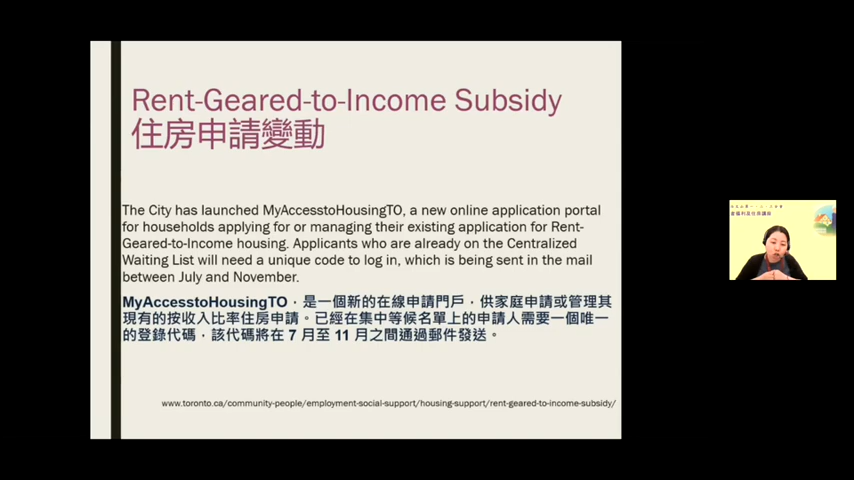 Rent-Geared-to-Income Subsidy
住房申請變動
The City has launched MyAccesstoHousingTO, a new online application portal
for households applying for or managing their existing application for Rent-
Geared-to-Income housing. Applicants who are already on the Centralized
Waiting List will need a unique code to log in, which is being sent in the mail
between July and November.
MyAccesstoHousingTO，是一個新的在線申請門戶，供家庭申請或管理其
現有的按收入比率住房申請。已經在集中等候名單上的申請人需要一個唯一
的登錄代碼，該代碼將在 7 月至 11 月之間通過郵件發送。
www.toronto.ca/community-people/employment-social-support/housing-support/rent-geared-to-income-subsidy/